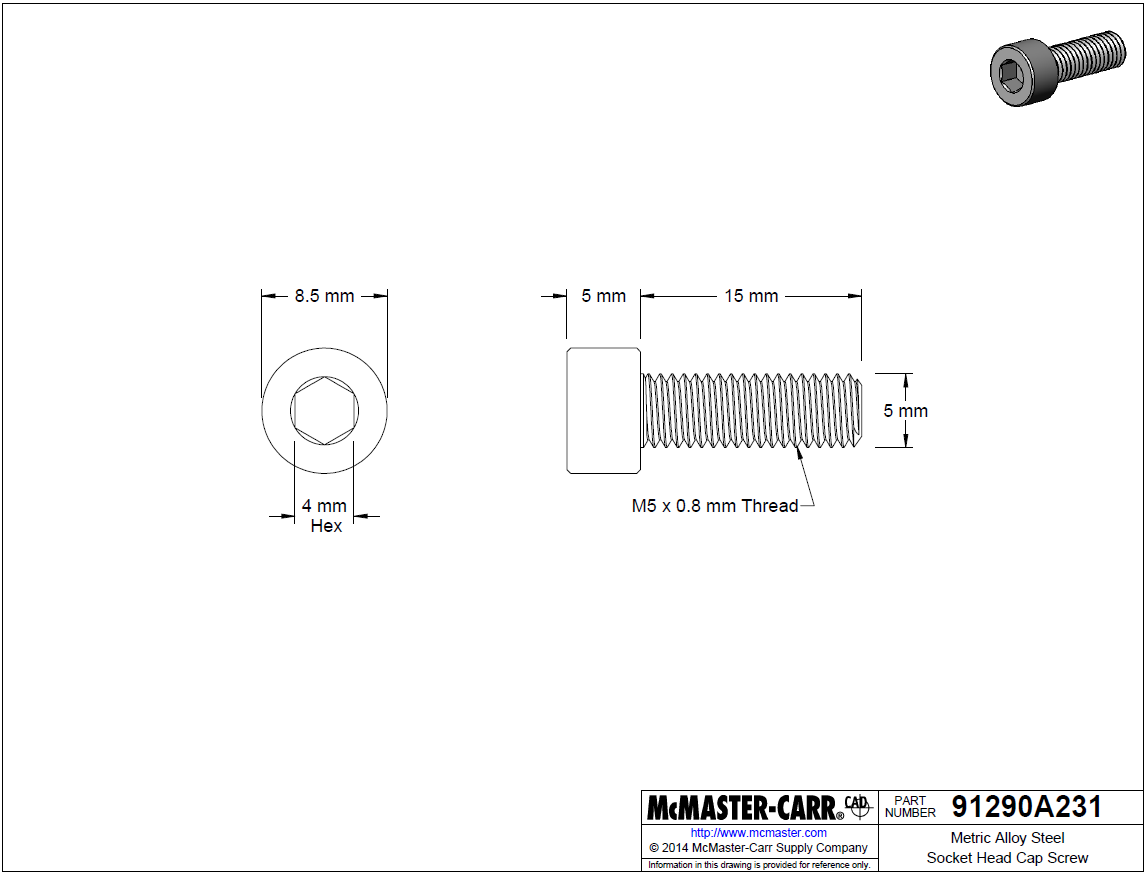 8.5 mm
5 mm
15 mm
5 mm
4 mm
Hex
M5 x 0.8 mm Thread
McMASTER-CARR® CAD
http://www.mcmaster.com
© 2014 McMaster-Carr Supply Company
Information in this drawing is provided for reference only.
PART
NUMBER
91290A231
Metric Alloy Steel
Socket Head Cap Screw